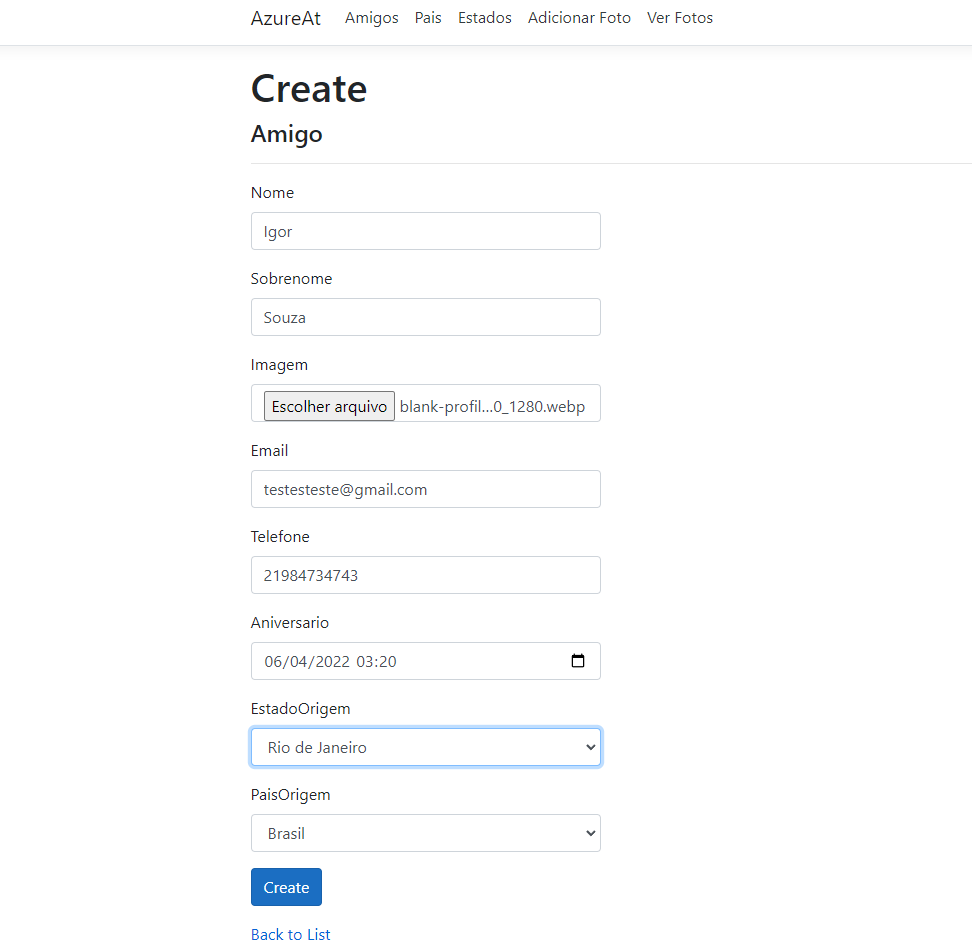 AzureAt Amigos Pais Estados Adicionar Foto Ver Fotos
Create
Amigo
Nome
Igor
Sobrenome
Souza
Imagem
Escolher arquivo blank-profil...0_1280.webp
Email
testesteste@gmail.com
Telefone
21984734743
Aniversario
06/04/2022 03:20
EstadoOrigem
Rio de Janeiro
PaisOrigem
Brasil
Create
Back to List